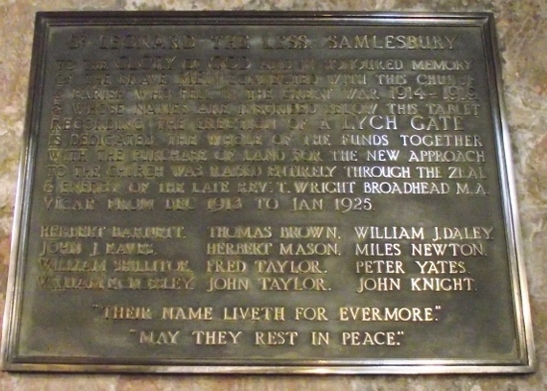 St LEONARD THE LESS. SAMLESBURY
TO THE GLORY OF GOD AND IN HONOURED MEMORY
OF THE BRAVE MEN CONNECTED WITH THIS CHURCH
& PARISH WHO FELL IN THE GREAT WAR. 1914-1919
& WHOSE NAMES ARE INSCRIBED BELOW THIS TABLET
RECORDING THE ERECTION OF A LYCH GATE
IS DEDICATED. THE WHOLE OF THE FUNDS TOGETHER
WITH THE PURCHASE OF LAND FOR THE NEW APPROACH
TO THE CHURCH WAS RAISED ENTIRELY THROUGH THE ZEAL
& ENERGY OF THE LATE REV. T. WRIGHT BROADHEAD M.A.
VICAR FROM DEC 1913 TO JAN 1925.
HERBERT THOMAS BROWN. WILLIAM J. DALEY.
JOHN J. EAVES. HERBERT MASON. MILES NEWTON.
WILLIAM FRED TAYLOR. PETER YATES.
WILLIAM JOHN TAYLOR. JOHN KNIGHT.
"THEIR NAME LIVETH FOR EVERMORE."
"MAY THEY REST IN PEACE."